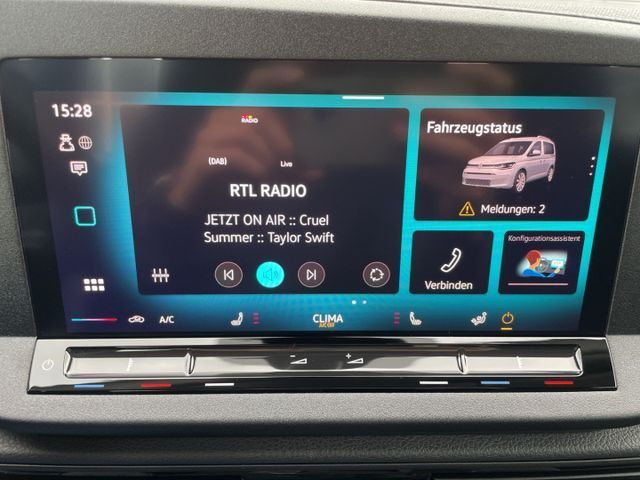 15:28
RADIO
(DAB)
Live
RTL RADIO
JETZT ON AIR :: Cruel
Summer :: Taylor Swift
Fahrzeugstatus
Meldungen: 2
Verbinden
Konfigurationsassistent
A/C
CLIMA
A/C OFF